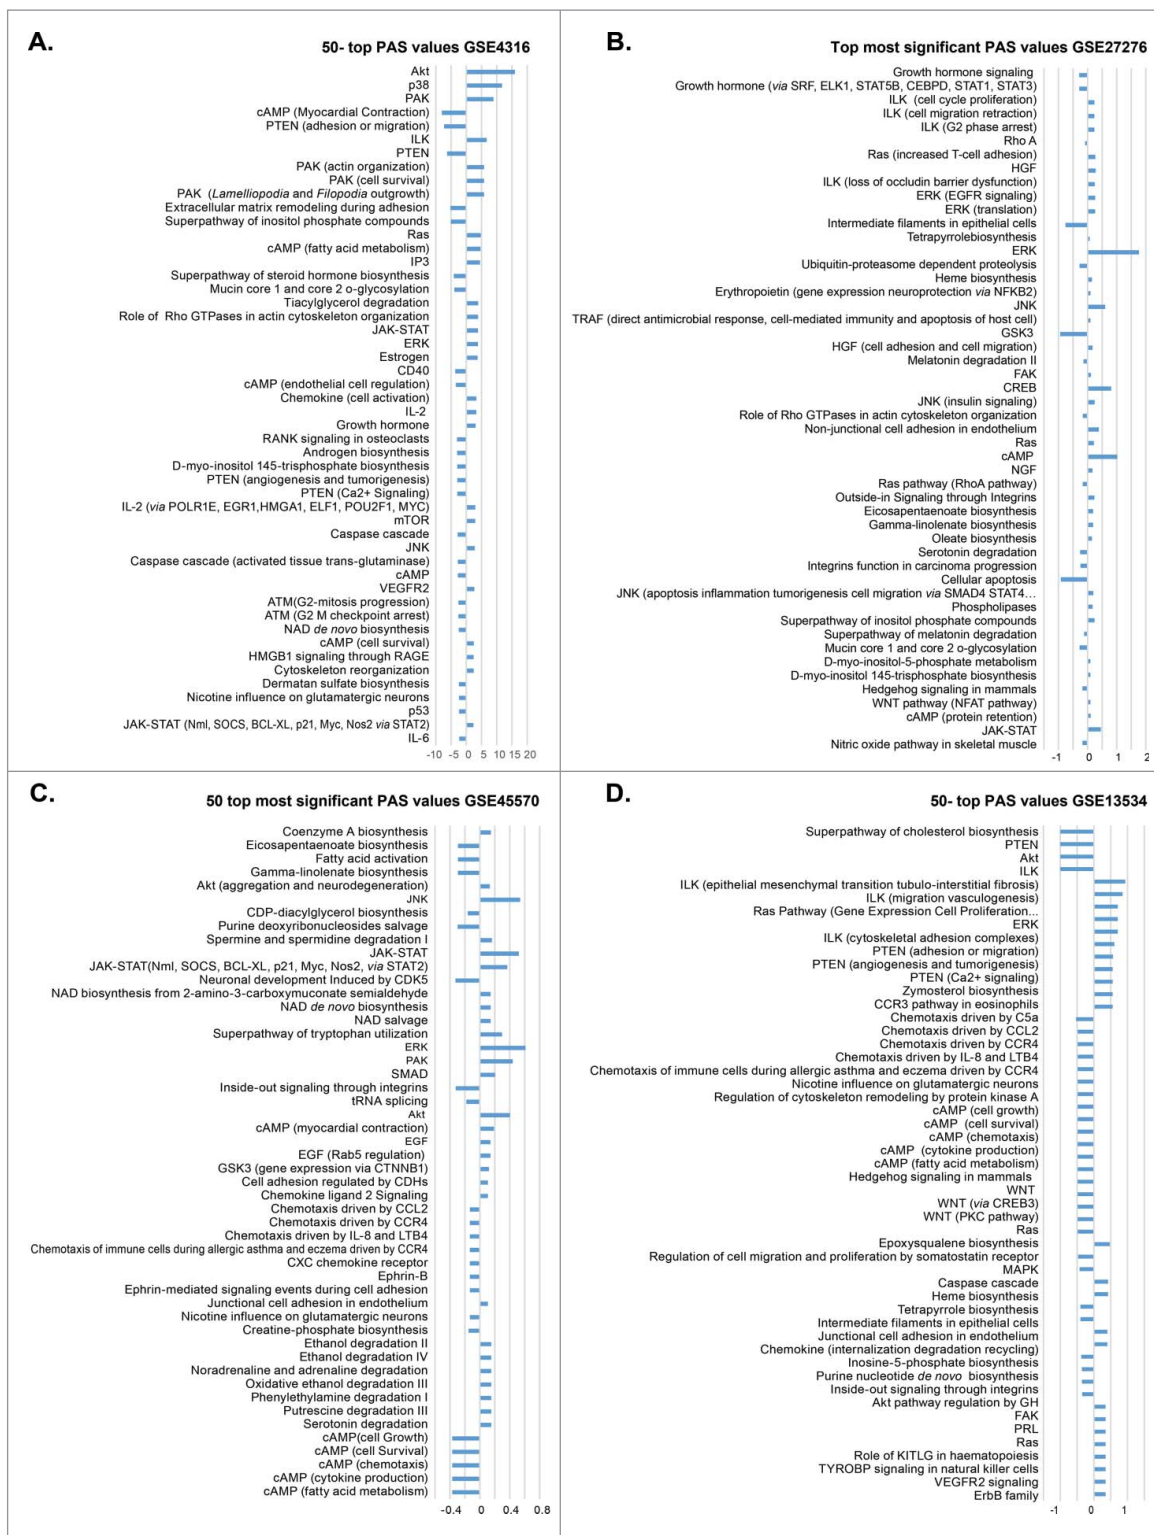 A.
50- top PAS values GSE4316
Akt
p38
PAK
cAMP (Myocardial Contraction)
PTEN (adhesion or migration)
ILK
PTEN
PAK (actin organization)
PAK (cell survival)
PAK (Lamelliopodia and Filopodia outgrowth)
Extracellular matrix remodeling during adhesion
Superpathway of inositol phosphate compounds
Ras
cAMP (fatty acid metabolism)
IP3
Superpathway of steroid hormone biosynthesis
Mucin core 1 and core 2 o-glycosylation
Tiacylglycerol degradation
Role of Rho GTPases in actin cytoskeleton organization
JAK-STAT
ERK
Estrogen
CD40
cAMP (endothelial cell regulation)
Chemokine (cell activation)
IL-2
Growth hormone
RANK signaling in osteoclasts
Androgen biosynthesis
D-myo-inositol 145-trisphosphate biosynthesis
PTEN (angiogenesis and tumorigenesis)
PTEN (Ca2+ Signaling)
IL-2 (via POLR1E, EGR1,HMGA1, ELF1, POU2F1, MYC)
mTOR
Caspase cascade
JNK
Caspase cascade (activated tissue trans-glutaminase)
cAMP
VEGFR2
ATM(G2-mitosis progression)
ATM (G2 M checkpoint arrest)
NAD de novo biosynthesis
cAMP (cell survival)
HMGB1 signaling through RAGE
Cytoskeleton reorganization
Dermatan sulfate biosynthesis
Nicotine influence on glutamatergic neurons
p53
JAK-STAT (Nml, SOCS, BCL-XL, p21, Myc, Nos2 via STAT2)
IL-6
-10 -5 0 5 10 15 20
B.
Top most significant PAS values GSE27276
Growth hormone signaling
Growth hormone (via SRF, ELK1, STAT5B, CEBPD, STAT1, STAT3)
ILK (cell cycle proliferation)
ILK (cell migration retraction)
ILK (G2 phase arrest)
Rho A
Ras (increased T-cell adhesion)
HGF
ILK (loss of occludin barrier dysfunction)
ERK (EGFR signaling)
ERK (translation)
Intermediate filaments in epithelial cells
Tetapyrrolebiosynthesis
ERK
Ubiquitin-proteasome dependent proteolysis
Heme biosynthesis
Erythropoietin (gene expression neuroprotection via NFKB2)
JNK
TRAF (direct antimicrobial response, cell-mediated immunity and apoptosis of host cell)
GSK3
HGF (cell adhesion and cell migration)
Melatonin degradation II
FAK
CREB
JNK (insulin signaling)
Role of Rho GTPases in actin cytoskeleton organization
Non-junctional cell adhesion in endothelium
Ras
cAMP
NGF
Ras pathway (RhoA pathway)
Outside-in Signaling through Integrins
Eicosapentaenoate biosynthesis
Gamma-linolenate biosynthesis
Oleate biosynthesis
Serotonin degradation
Integrins function in carcinoma progression
Cellular apoptosis
JNK (apoptosis inflammation tumorigenesis cell migration via SMAD4 STAT4…
Phospholipases
Superpathway of inositol phosphate compounds
Superpathway of melatonin degradation
Mucin core 1 and core 2 o-glycosylation
D-myo-inositol-5-phosphate metabolism
D-myo-inositol 145-trisphosphate biosynthesis
Hedgehog signaling in mammals
WNT pathway (NFAT pathway)
cAMP (protein retention)
JAK-STAT
Nitric oxide pathway in skeletal muscle
-1 0 1 2
C.
50 top most significant PAS values GSE45570
Coenzyme A biosynthesis
Eicosapentaenoate biosynthesis
Fatty acid activation
Gamma-linolenate biosynthesis
Akt (aggregation and neurodegeneration)
JNK
CDP-diacylglycerol biosynthesis
Purine deoxyribonucleosides salvage
Spermine and spermidine degradation I
JAK-STAT
JAK-STAT(Nml, SOCS, BCL-XL, p21, Myc, Nos2, via STAT2)
Neuronal development Induced by CDK5
NAD biosynthesis from 2-amino-3-carboxymuconate semialdehyde
NAD de novo biosynthesis
NAD salvage
Superpathway of tryptophan utilization
ERK
PAK
SMAD
Inside-out signaling through integrins
tRNA splicing
Akt
cAMP (myocardial contraction)
EGF
EGF (Rab5 regulation)
GSK3 (gene expression via CTNNB1)
Cell adhesion regulated by CDHs
Chemokine ligand 2 Signaling
Chemotaxis driven by CCL2
Chemotaxis driven by CCR4
Chemotaxis driven by IL-8 and LTB4
Chemotaxis of immune cells during allergic asthma and eczema driven by CCR4
CXC chemokine receptor
Ephrin-B
Ephrin-mediated signaling events during cell adhesion
Junctional cell adhesion in endothelium
Nicotine influence on glutamatergic neurons
Creatine-phosphate biosynthesis
Ethanol degradation II
Ethanol degradation IV
Noradrenaline and adrenaline degradation
Oxidative ethanol degradation III
Phenylethylamine degradation I
Putrescine degradation III
Serotonin degradation
cAMP(cell Growth)
cAMP (cell Survival)
cAMP (chemotaxis)
cAMP (cytokine production)
cAMP (fatty acid metabolism)
-0.4 0 0.4 0.8
D.
50- top PAS values GSE13534
Superpathway of cholesterol biosynthesis
PTEN
Akt
ILK
ILK (epithelial mesenchymal transition tubulo-interstitial fibrosis)
ILK (migration vasculogenesis)
Ras Pathway (Gene Expression Cell Proliferation...
ERK
ILK (cytoskeletal adhesion complexes)
PTEN (adhesion or migration)
PTEN (angiogenesis and tumorigenesis)
PTEN (Ca2+ signaling)
Zymosterol biosynthesis
CCR3 pathway in eosinophils
Chemotaxis driven by C5a
Chemotaxis driven by CCL2
Chemotaxis driven by CCR4
Chemotaxis driven by IL-8 and LTB4
Chemotaxis of immune cells during allergic asthma and eczema driven by CCR4
Nicotine influence on glutamatergic neurons
Regulation of cytoskeleton remodeling by protein kinase A
cAMP (cell growth)
cAMP (cell survival)
cAMP (chemotaxis)
cAMP (cytokine production)
cAMP (fatty acid metabolism)
Hedgehog signaling in mammals
WNT
WNT (via CREB3)
WNT (PKC pathway)
Ras
Epoxysqualene biosynthesis
Regulation of cell migration and proliferation by somatostatin receptor
MAPK
Caspase cascade
Heme biosynthesis
Tetrapyrrole biosynthesis
Intermediate filaments in epithelial cells
Junctional cell adhesion in endothelium
Chemokine (internalization degradation recycling)
Inosine-5-phosphate biosynthesis
Purine nucleotide de novo biosynthesis
Inside-out signaling through integrins
Akt pathway regulation by GH
FAK
PRL
Ras
Role of KITLG in haematopoiesis
TYROBP signaling in natural killer cells
VEGFR2 signaling
ErbB family
-1 0 1